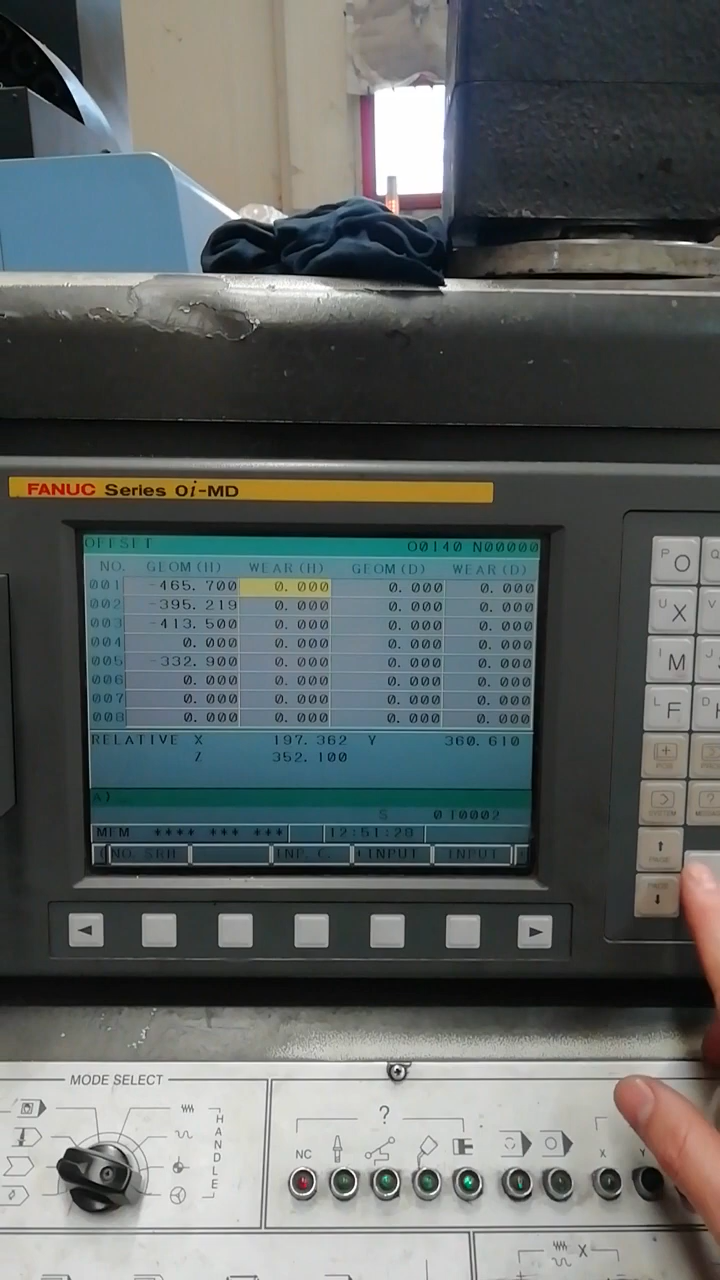 FANUC Series 0i-MD
OFFSET O0140 N00000
NO. GEOM(H) WEAR(H) GEOM(D) WEAR(D)
001 -465.700 0.000 0.000 0.000
002 -395.219 0.000 0.000 0.000
003 -413.500 0.000 0.000 0.000
004 0.000 0.000 0.000 0.000
005 -332.900 0.000 0.000 0.000
006 0.000 0.000 0.000 0.000
007 0.000 0.000 0.000 0.000
008 0.000 0.000 0.000 0.000
RELATIVE X 197.362 Y 360.610
Z 352.100
A)
S 0 T0002
MEM **** *** *** 12:51:28
NO.SRH INP.C. +INPUT INPUT
P O
U X V
I M J
L F D
POS
SYSTEM
PAGE
PAGE
MODE SELECT
HANDLE
?
NC
X Y
X